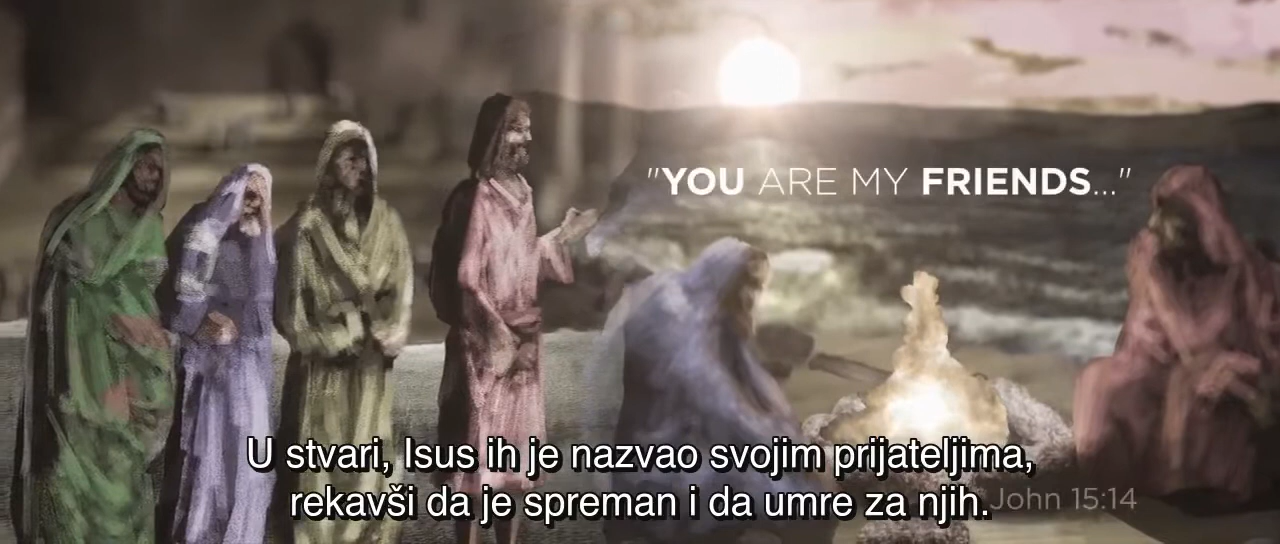 "YOU ARE MY FRIENDS..."
U stvari, Isus ih je nazvao svojim prijateljima,
rekavši da je spreman i da umre za njih.
John 15:14